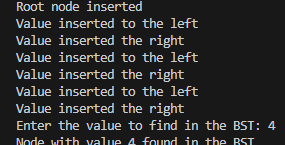 Root node inserted
Value inserted to the left
Value inserted the right
Value inserted to the left
Value inserted the right
Value inserted to the left
Value inserted the right
Enter the value to find in the BST: 4
Node with value 4 found in the BST